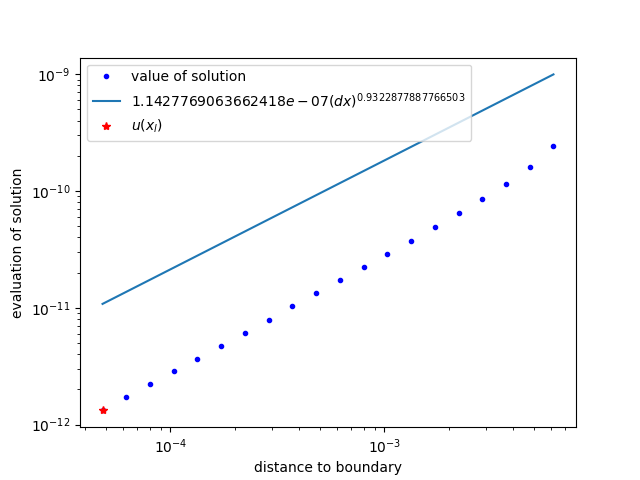 value of solution
1.1427769063662418e − 07(dx)^0.9322877887766503
u(x_l)
10^−9
10^−10
10^−11
10^−12
evaluation of solution
10^−4
10^−3
distance to boundary